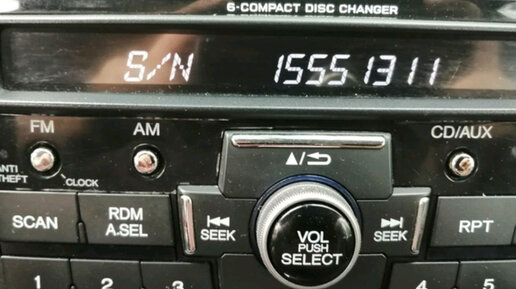 6-COMPACT DISC CHANGER
S/N 15551311
FM AM CD/AUX
ANTI
THEFT CLOCK
SCAN RDM
A.SEL
SEEK
VOL
PUSH
SELECT
SEEK
RPT
1 2 3 4 5